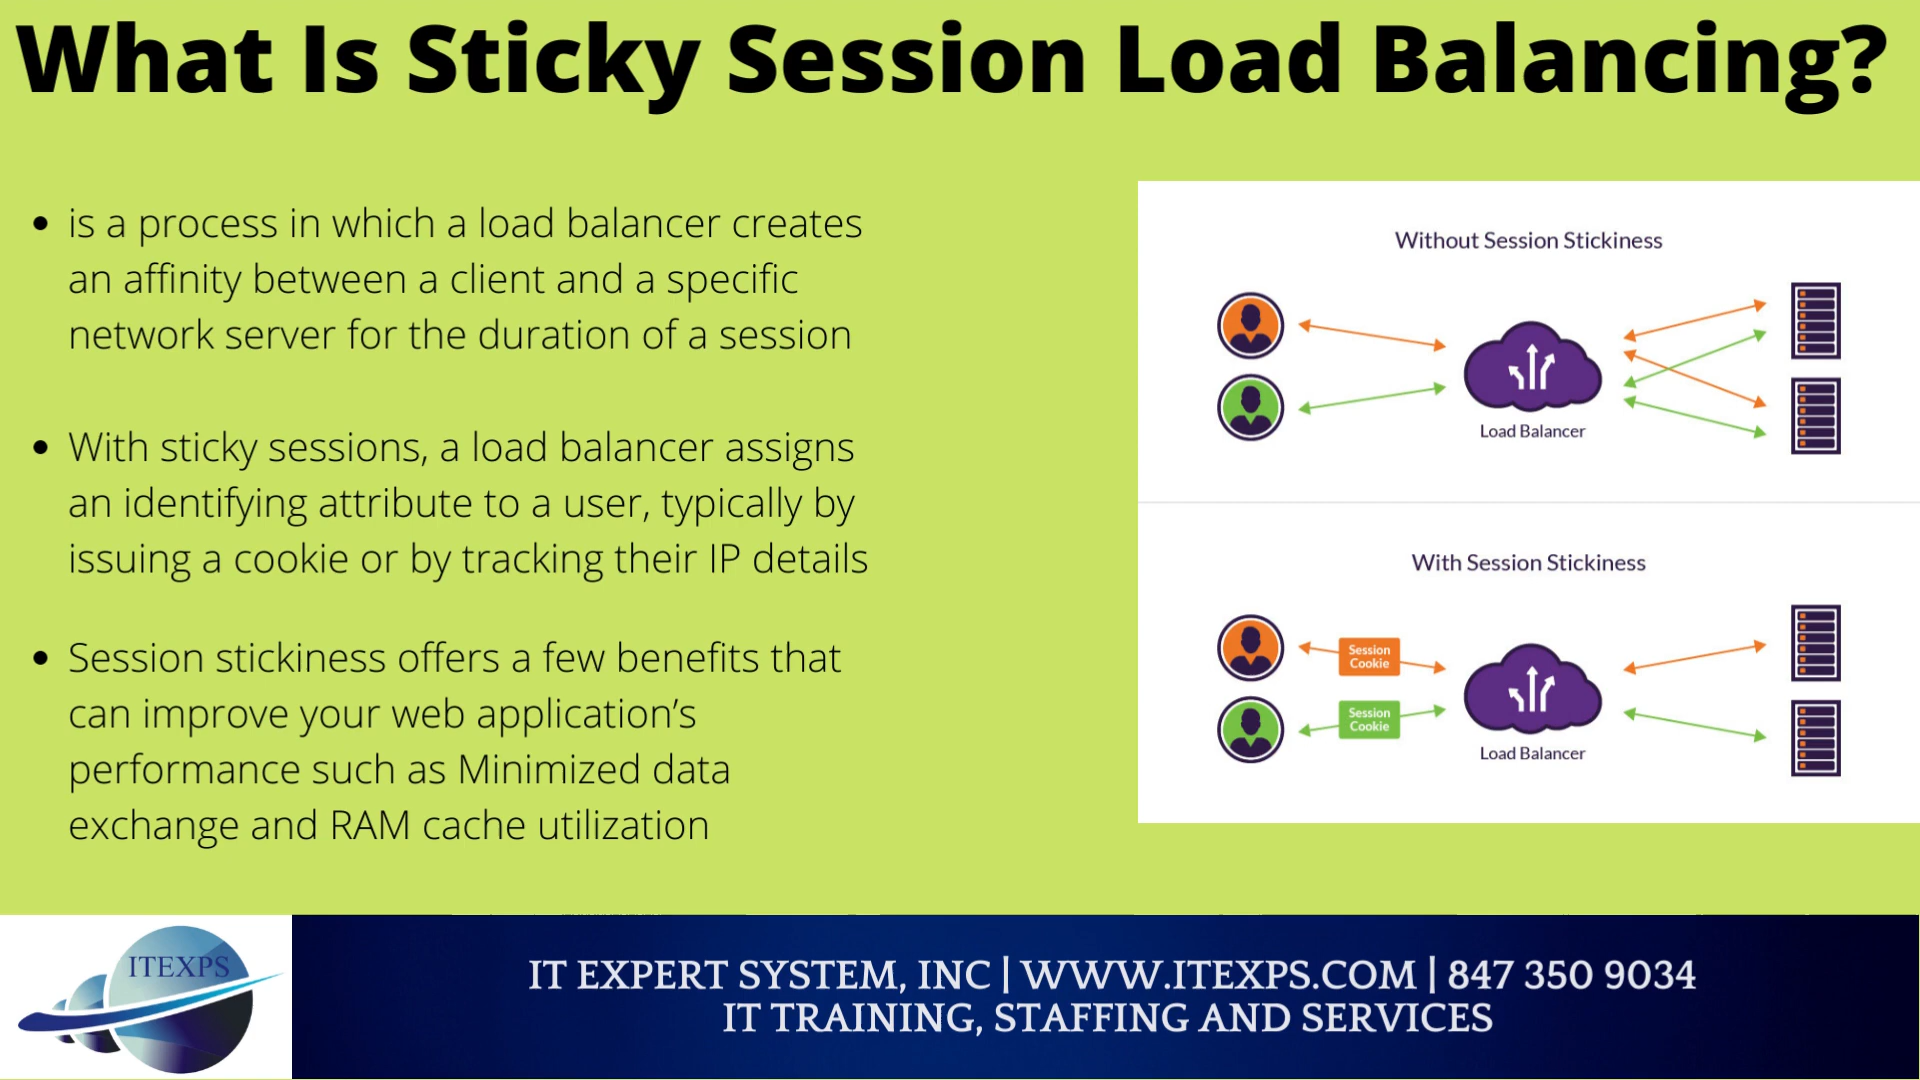 What Is Sticky Session Load Balancing?
• is a process in which a load balancer creates
an affinity between a client and a specific
network server for the duration of a session
• With sticky sessions, a load balancer assigns
an identifying attribute to a user, typically by
issuing a cookie or by tracking their IP details
• Session stickiness offers a few benefits that
can improve your web application’s
performance such as Minimized data
exchange and RAM cache utilization
Without Session Stickiness
Load Balancer
With Session Stickiness
Session
Cookie
Session
Cookie
Load Balancer
ITEXPS
IT EXPERT SYSTEM, INC | WWW.ITEXPS.COM | 847 350 9034
IT TRAINING, STAFFING AND SERVICES